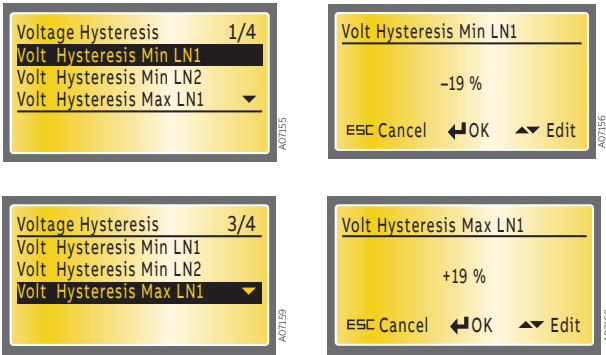 Voltage Hysteresis 1/4
Volt Hysteresis Min LN1
Volt Hysteresis Min LN2
Volt Hysteresis Max LN1
A07155
Volt Hysteresis Min LN1
–19 %
ESC Cancel OK Edit
A07156
Voltage Hysteresis 3/4
Volt Hysteresis Min LN1
Volt Hysteresis Min LN2
Volt Hysteresis Max LN1
A07159
Volt Hysteresis Max LN1
+19 %
ESC Cancel OK Edit